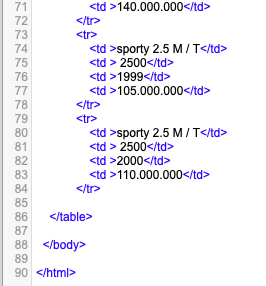 71 <td >140.000.000</td>
72 </tr>
73 <tr>
74 <td >sporty 2.5 M / T</td>
75 <td > 2500</td>
76 <td >1999</td>
77 <td >105.000.000</td>
78 </tr>
79 <tr>
80 <td >sporty 2.5 M / T</td>
81 <td > 2500</td>
82 <td >2000</td>
83 <td >110.000.000</td>
84 </tr>
85
86 </table>
87
88 </body>
89
90 </html>